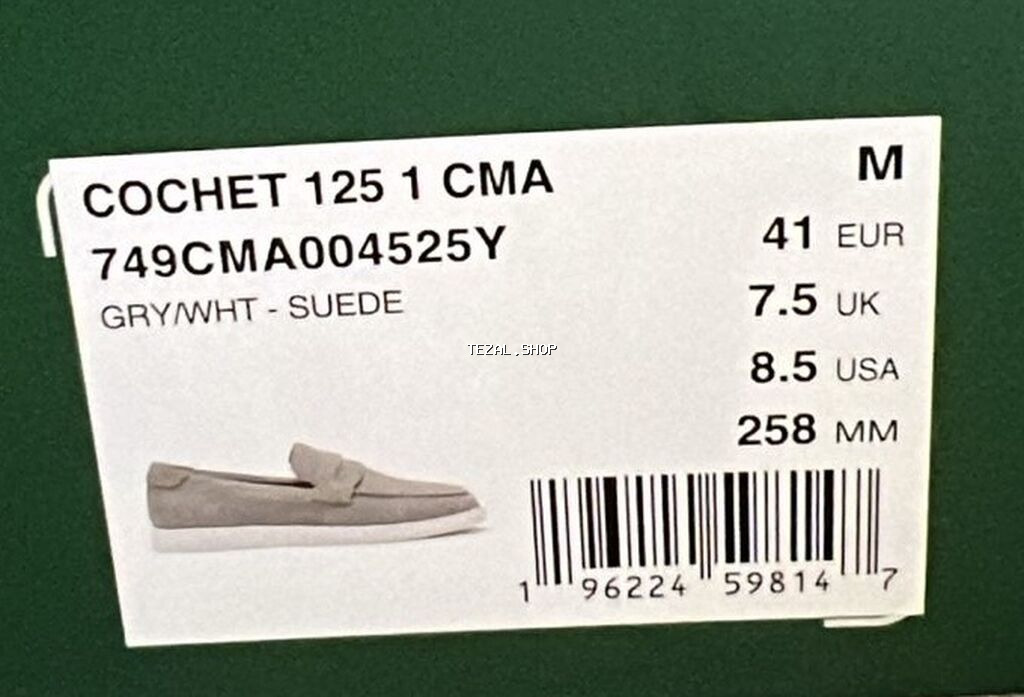 COCHET 125 1 CMA
749CMA004525Y
GRY/WHT - SUEDE
M
41 EUR
7.5 UK
8.5 USA
258 MM
TEZAL.SHOP
1 96224 59814 7